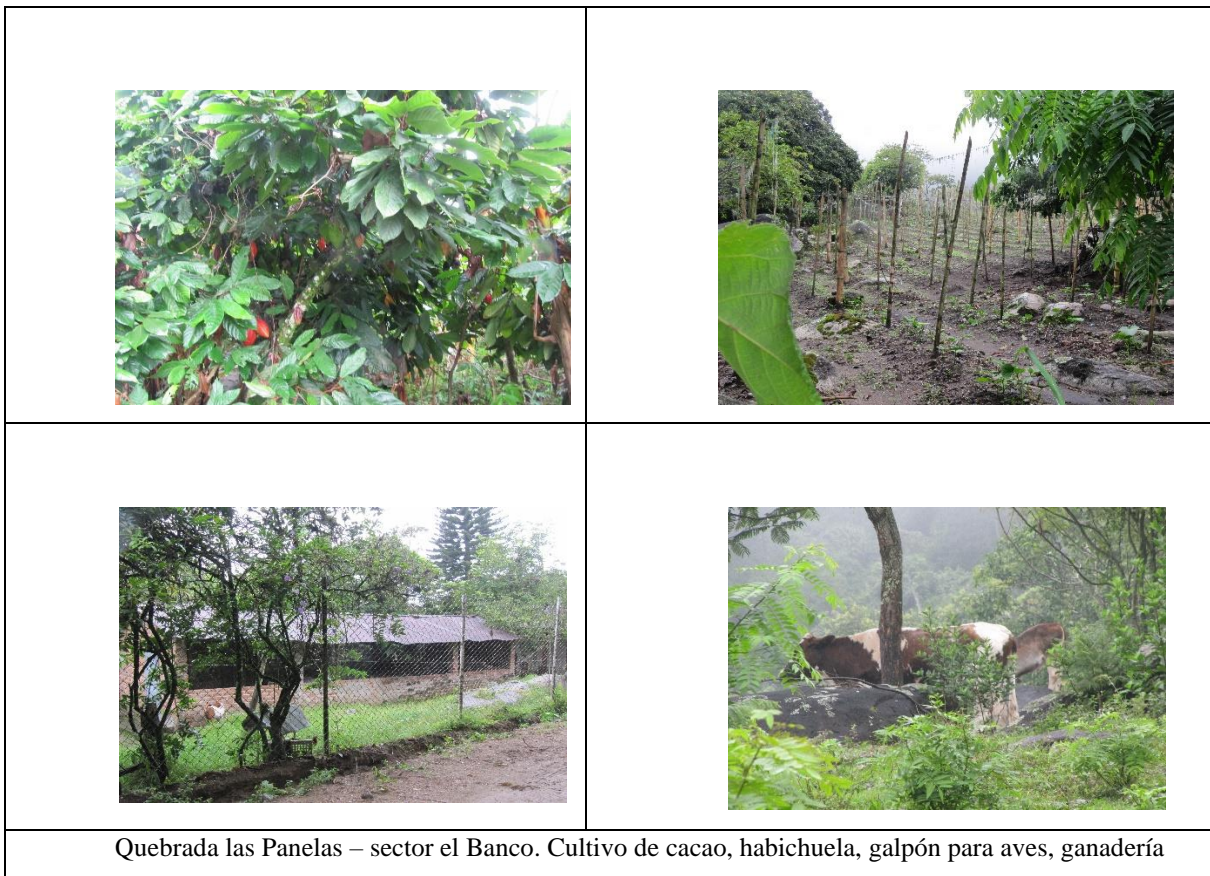 Quebrada las Panelas – sector el Banco. Cultivo de cacao, habichuela, galpón para aves, ganadería